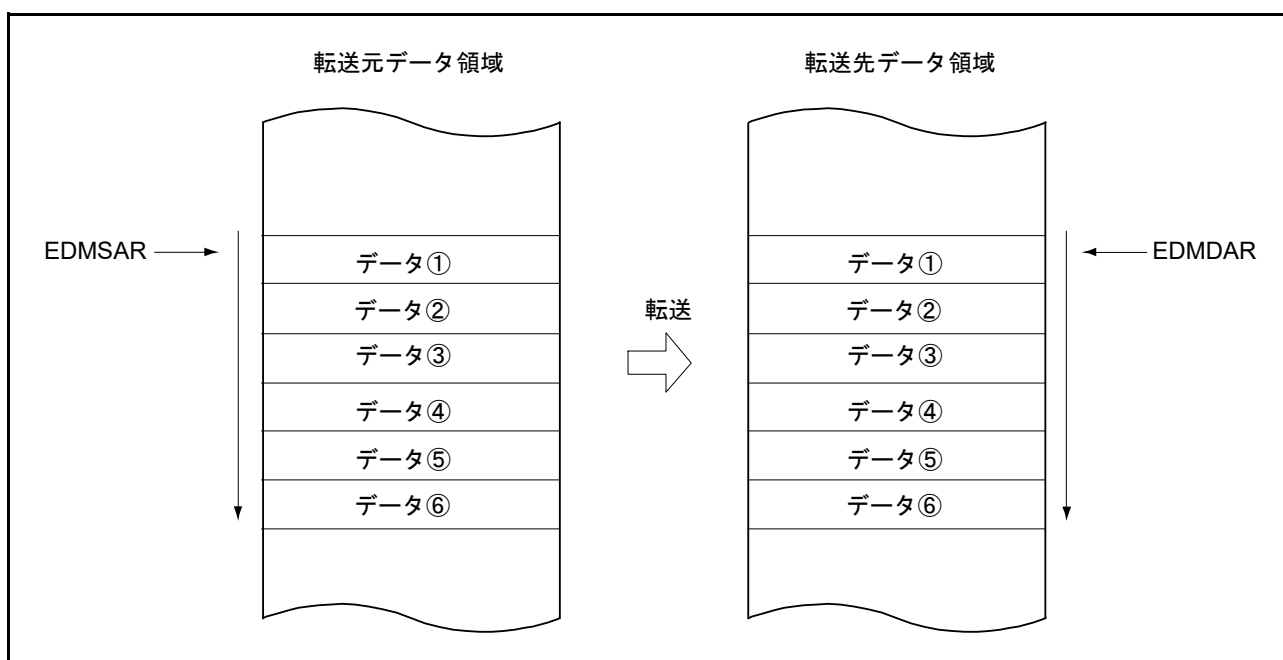 転送元データ領域
転送先データ領域
EDMSAR
EDMDAR
データ①
データ②
データ③
データ④
データ⑤
データ⑥
転送
データ①
データ②
データ③
データ④
データ⑤
データ⑥